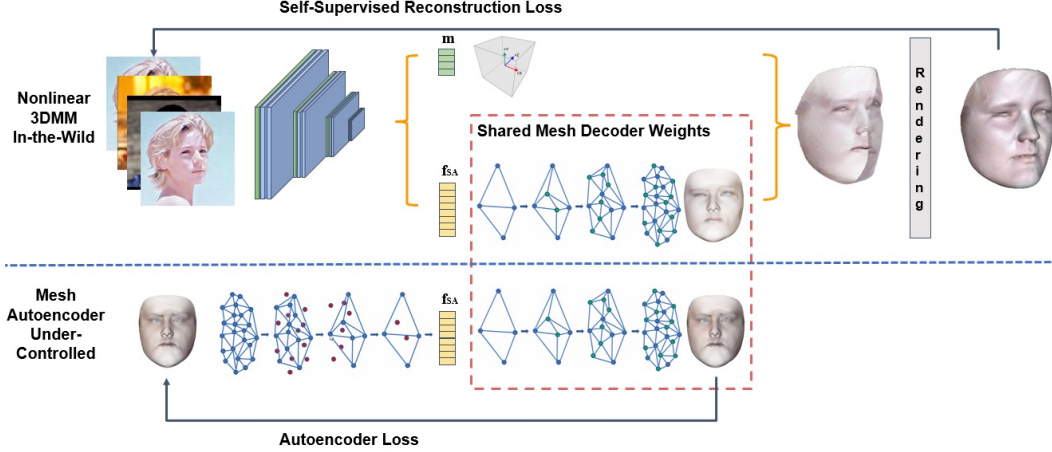 Self-Supervised Reconstruction Loss
m
Nonlinear
3DMM
In-the-Wild
Shared Mesh Decoder Weights
fSA
Rendering
Mesh
Autoencoder
Under-
Controlled
fSA
Autoencoder Loss